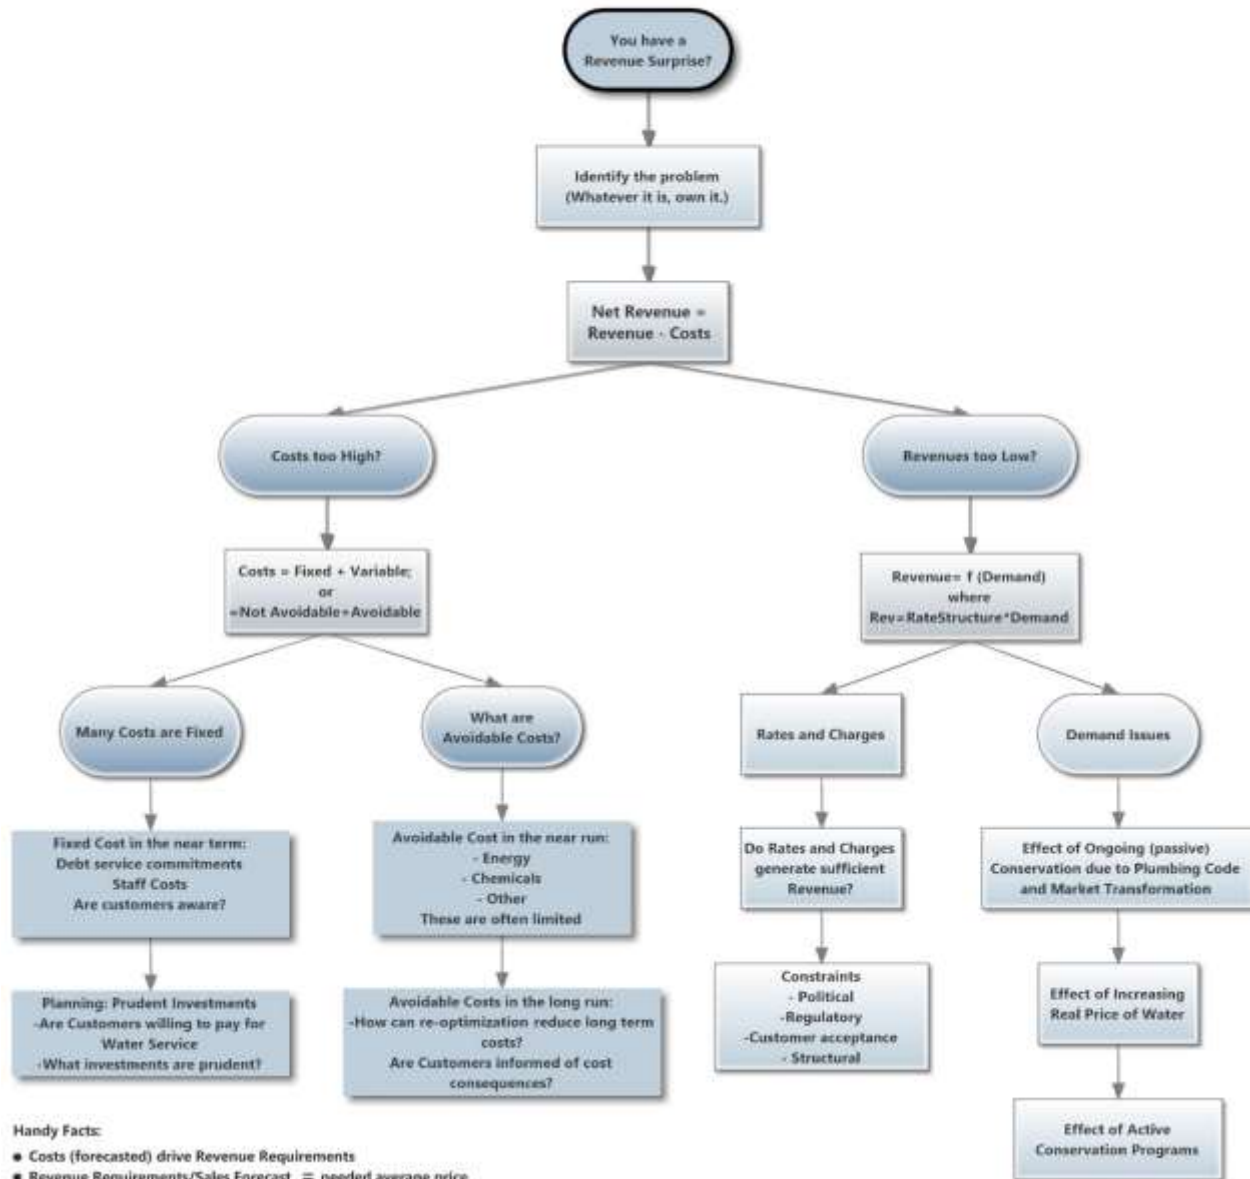 You have a
Revenue Surprise?
Identify the problem
(Whatever it is, own it.)
Net Revenue =
Revenue - Costs
Costs too High?
Revenues too Low?
Costs = Fixed + Variable;
or
=Not Avoidable+Avoidable
Revenue= f (Demand)
where
Rev=RateStructure*Demand
Many Costs are Fixed
What are
Avoidable Costs?
Rates and Charges
Demand Issues
Fixed Cost in the near term:
Debt service commitments
Staff Costs
Are customers aware?
Avoidable Cost in the near run:
- Energy
- Chemicals
- Other
These are often limited
Do Rates and Charges
generate sufficient
Revenue?
Effect of Ongoing (passive)
Conservation due to Plumbing Code
and Market Transformation
Planning: Prudent Investments
-Are Customers willing to pay for
Water Service
-What investments are prudent?
Avoidable Costs in the long run:
-How can re-optimization reduce long term
costs?
Are Customers informed of cost
consequences?
Constraints
- Political
-Regulatory
-Customer acceptance
- Structural
Effect of Increasing
Real Price of Water
Effect of Active
Conservation Programs
Handy Facts:
• Costs (forecasted) drive Revenue Requirements
• Revenue Requirements/Sales Forecast = needed average price